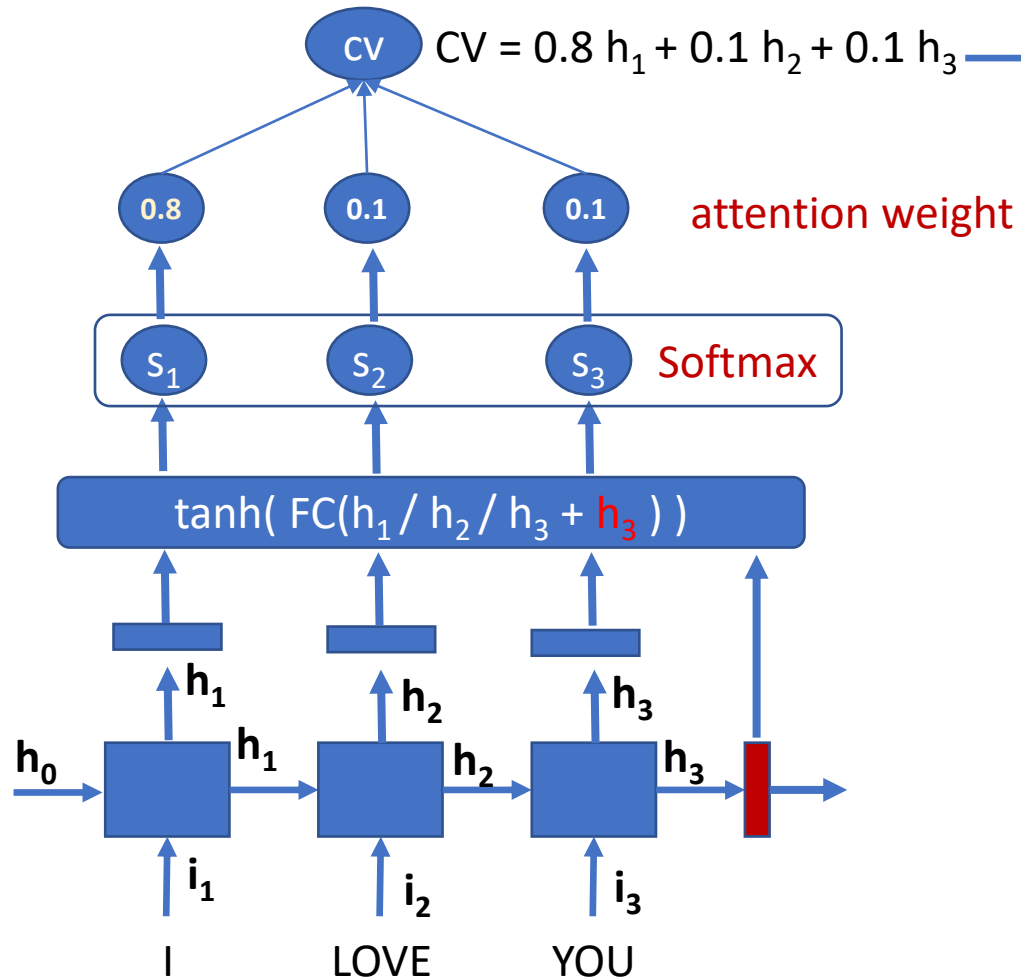 cv
CV = 0.8 h₁ + 0.1 h₂ + 0.1 h₃
0.8
0.1
0.1
attention weight
s₁
s₂
s₃
Softmax
tanh( FC(h₁ / h₂ / h₃ + h₃ ) )
h₁
h₂
h₃
h₀
h₁
h₂
h₃
i₁
i₂
i₃
I
LOVE
YOU